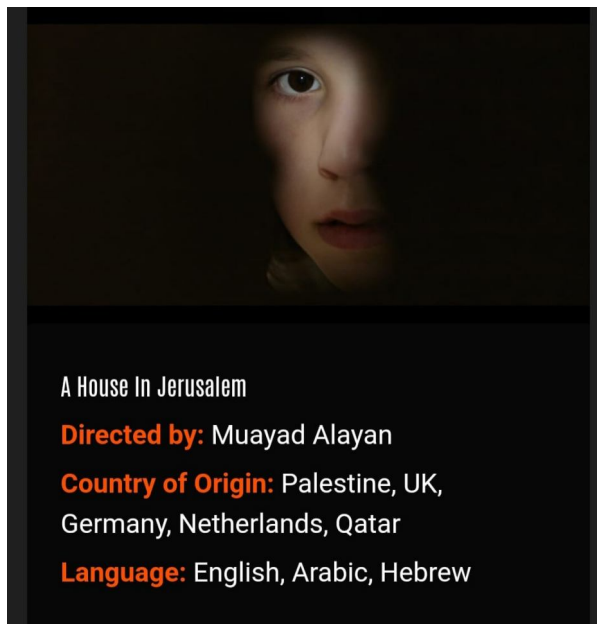 A House In Jerusalem
Directed by: Muayad Alayan
Country of Origin: Palestine, UK,
Germany, Netherlands, Qatar
Language: English, Arabic, Hebrew